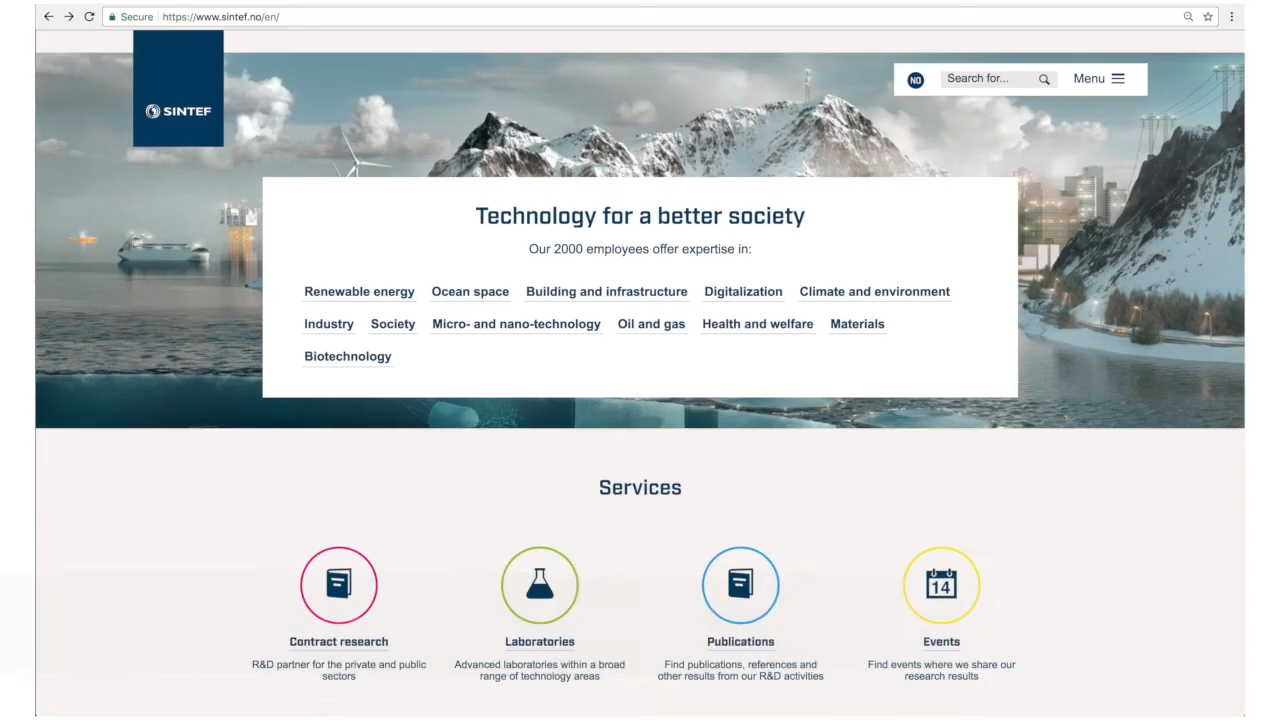 Secure https://www.sintef.no/en/
SINTEF
NO Search for... Menu
Technology for a better society
Our 2000 employees offer expertise in:
Renewable energy Ocean space Building and infrastructure Digitalization Climate and environment
Industry Society Micro- and nano-technology Oil and gas Health and welfare Materials
Biotechnology
Services
14
Contract research Laboratories Publications Events
R&D partner for the private and public Advanced laboratories within a broad Find publications, references and Find events where we share our
sectors range of technology areas other results from our R&D activities research results